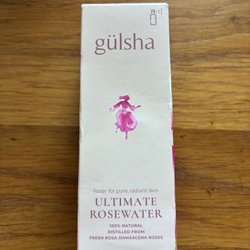 gülsha
Toner for pure, radiant skin
ULTIMATE
ROSEWATER
100% NATURAL
DISTILLED FROM
FRESH ROSA DAMASCENA ROSES